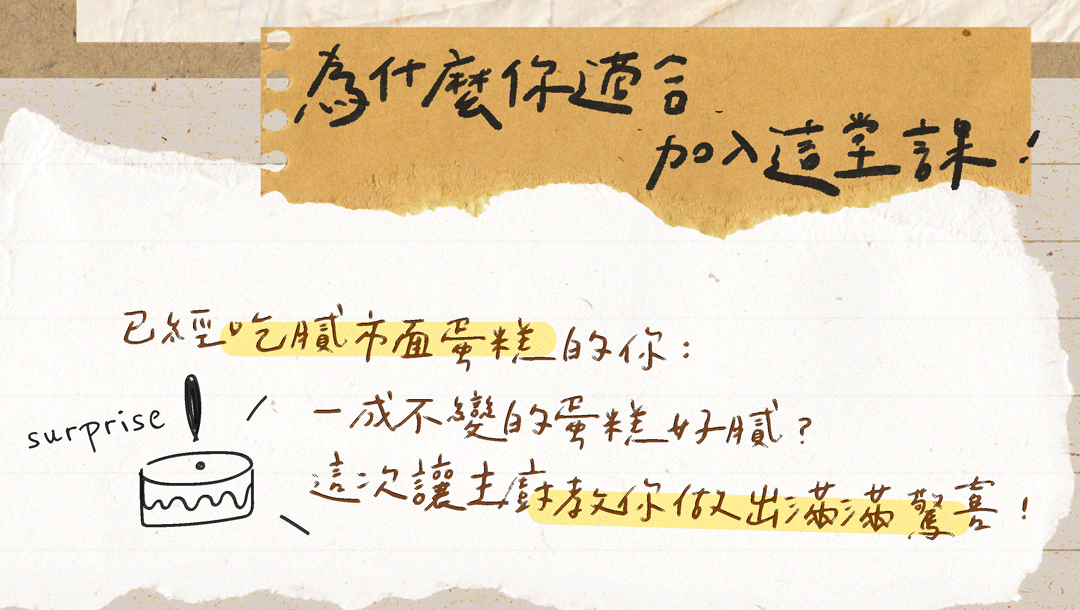 為什麼你適合
加入這堂課!
已經吃膩市面蛋糕的你:
surprise
一成不變的蛋糕好膩?
這次讓主廚教你做出滿滿驚喜!